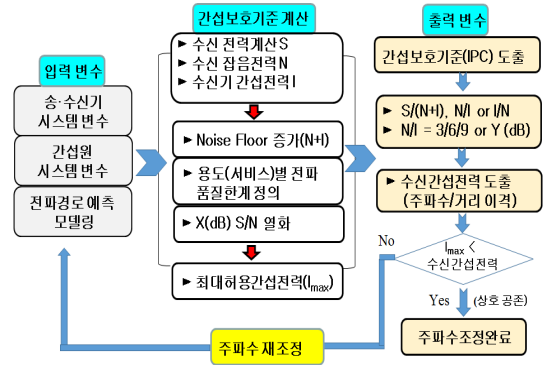 입력 변수
송·수신기
시스템 변수
간섭원
시스템 변수
전파경로 예측
모델링
간섭보호기준 계산
▶ 수신 전력계산 S
▶ 수신 잡음전력 N
▶ 수신기 간섭전력 I
▶ Noise Floor 증가(N+I)
▶ 용도(서비스)별 전파
품질한계 정의
▶ X(dB) S/N 열화
▶ 최대허용간섭전력(Imax)
출력 변수
간섭보호기준(IPC) 도출
▶ S/(N+I), N/I or I/N
▶ N/I = 3/6/9 or Y (dB)
▶ 수신간섭전력 도출
(주파수/거리 이격)
Imax <
수신간섭전력
No
Yes (상호 공존)
주파수조정완료
주파수 재조정